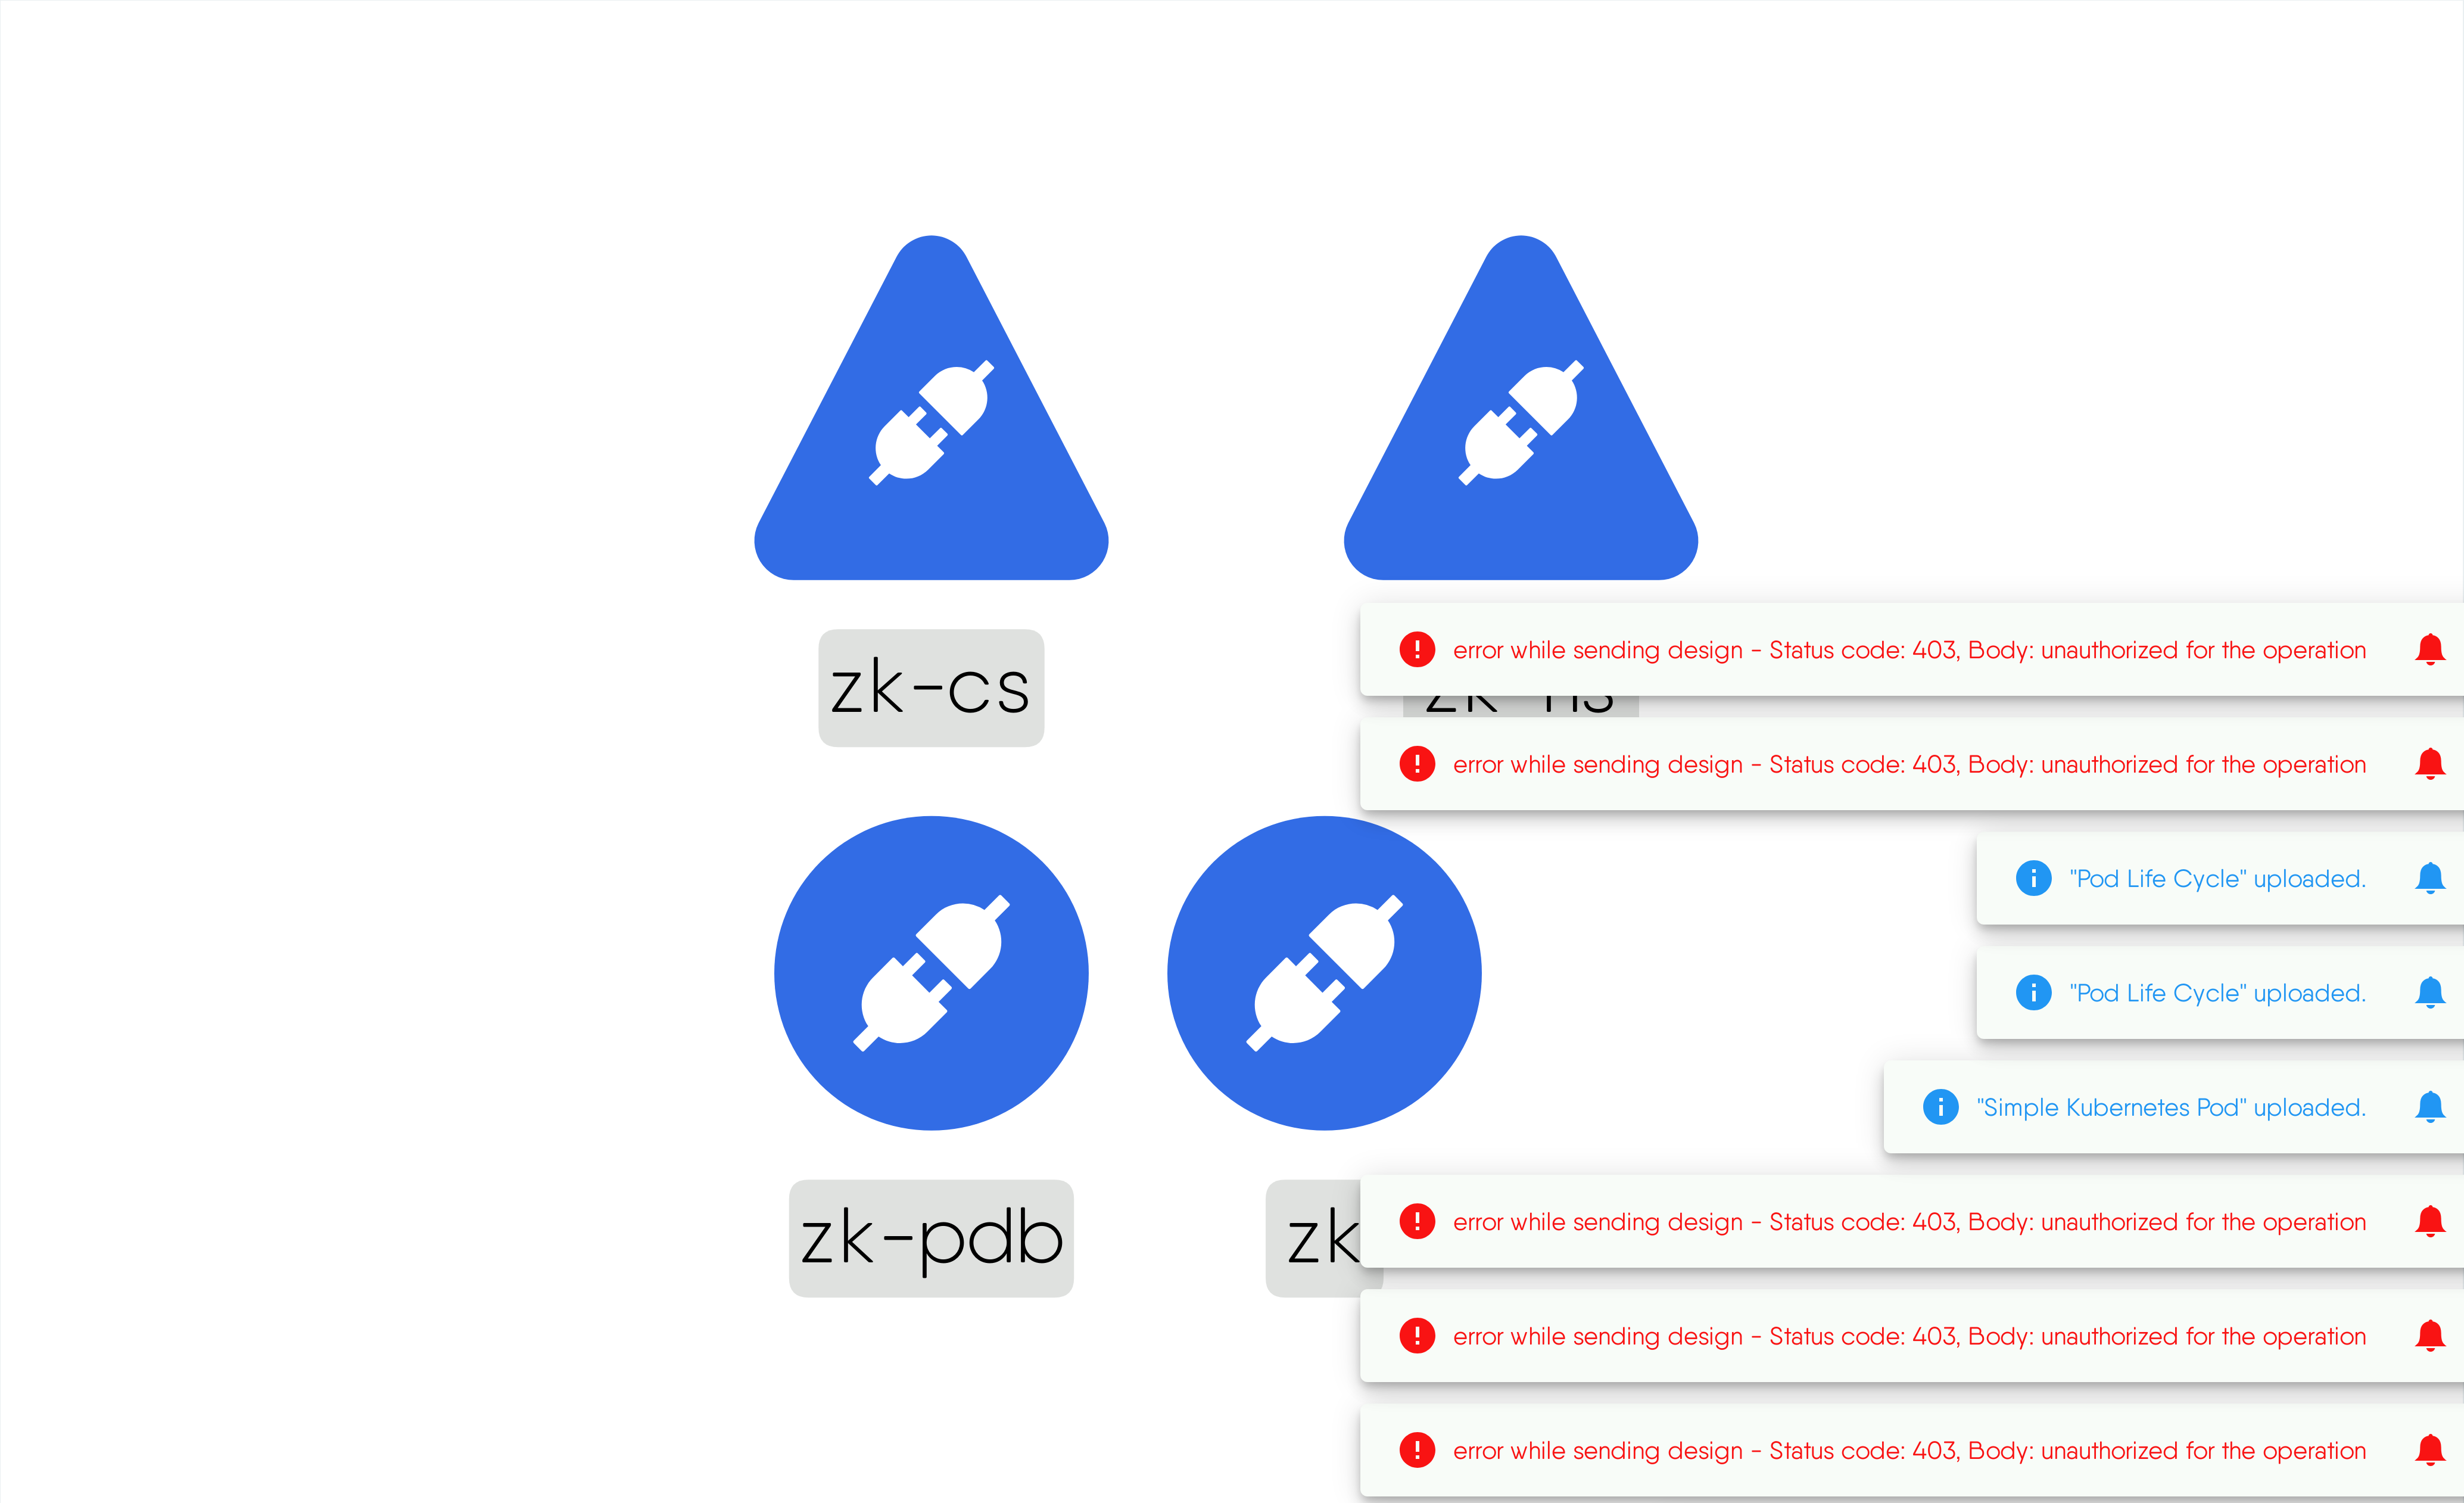 zk-cs
error while sending design - Status code: 403, Body: unauthorized for the operation
error while sending design - Status code: 403, Body: unauthorized for the operation
"Pod Life Cycle" uploaded.
"Pod Life Cycle" uploaded.
"Simple Kubernetes Pod" uploaded.
zk-pdb
zk
error while sending design - Status code: 403, Body: unauthorized for the operation
error while sending design - Status code: 403, Body: unauthorized for the operation
error while sending design - Status code: 403, Body: unauthorized for the operation